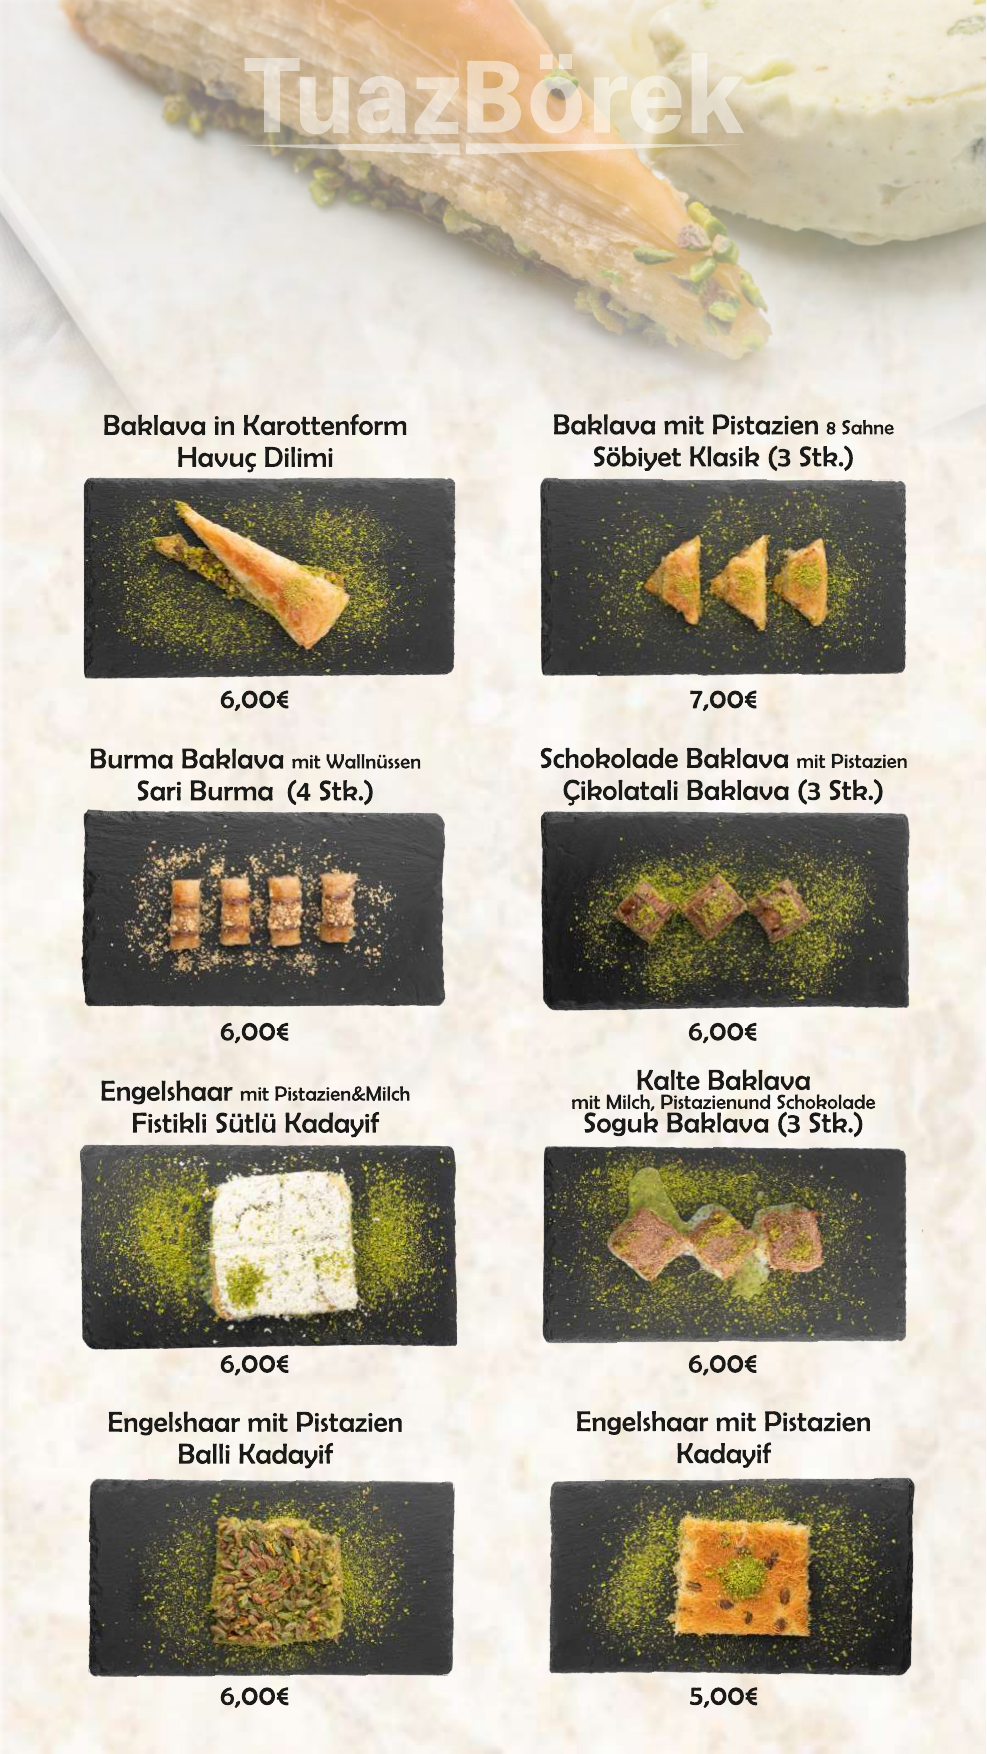 TuazBörek
Baklava in Karottenform
Havuç Dilimi
6,00€
Baklava mit Pistazien 8 Sahne
Söbiyet Klasik (3 Stk.)
7,00€
Burma Baklava mit Wallnüssen
Sari Burma (4 Stk.)
6,00€
Schokolade Baklava mit Pistazien
Çikolatali Baklava (3 Stk.)
6,00€
Engelshaar mit Pistazien&Milch
Fistikli Sütlü Kadayif
6,00€
Kalte Baklava
mit Milch, Pistazienund Schokolade
Soguk Baklava (3 Stk.)
6,00€
Engelshaar mit Pistazien
Balli Kadayif
6,00€
Engelshaar mit Pistazien
Kadayif
5,00€